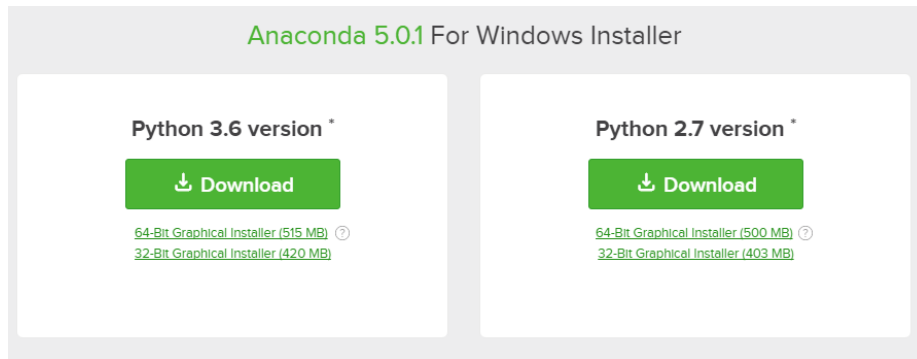 Anaconda 5.0.1 For Windows Installer
Python 3.6 version *
Download
64-Bit Graphical Installer (515 MB) ?
32-Bit Graphical Installer (420 MB)
Python 2.7 version *
Download
64-Bit Graphical Installer (500 MB) ?
32-Bit Graphical Installer (403 MB)